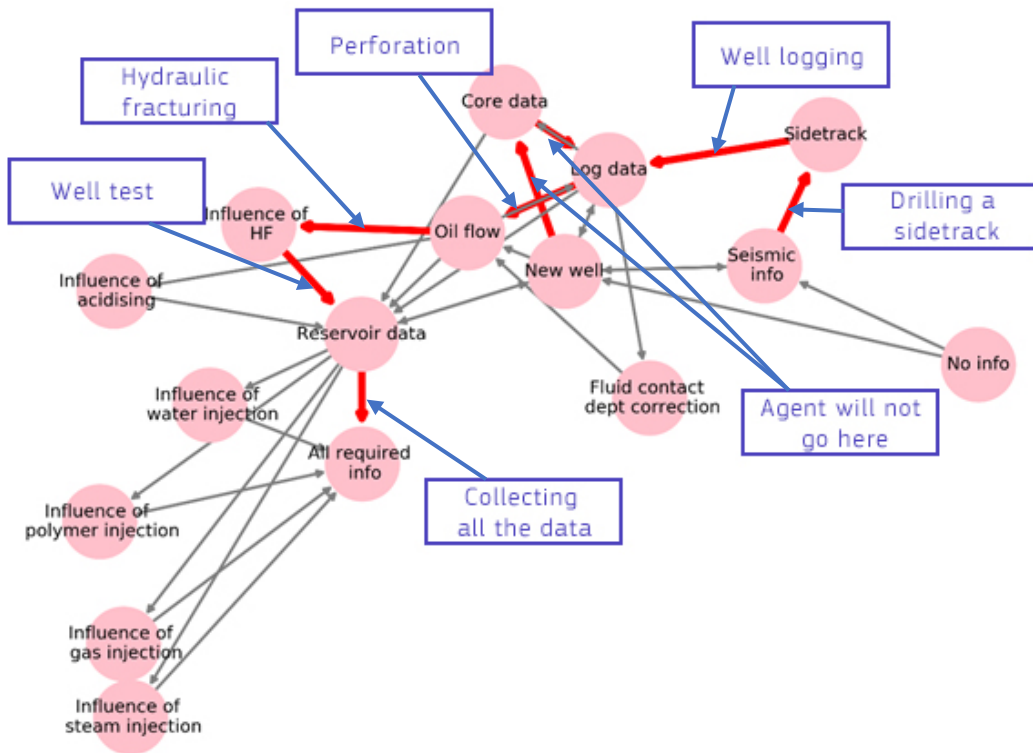 Perforation
Well logging
Hydraulic
fracturing
Core data
Sidetrack
Well test
Log data
Influence of
HF
Oil flow
Drilling a
sidetrack
Influence of
acidising
New well
Seismic
info
Reservoir data
No info
Influence of
water injection
Fluid contact
dept correction
Agent will not
go here
All required
info
Collecting
all the data
Influence of
polymer injection
Influence of
gas injection
Influence of
steam injection